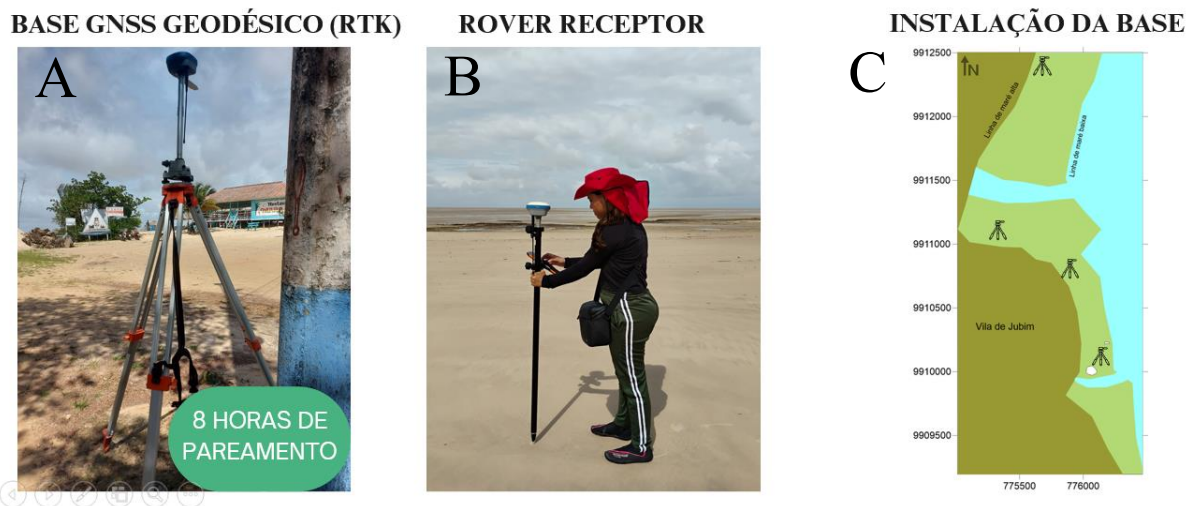 BASE GNSS GEODÉSICO (RTK)
ROVER RECEPTOR
INSTALAÇÃO DA BASE
A
8 HORAS DE
PAREAMENTO
B
C
N
Linha de maré alta
Linha de maré baixa
Vila de Jubim
9912500
9912000
9911500
9911000
9910500
9910000
9909500
775500
776000